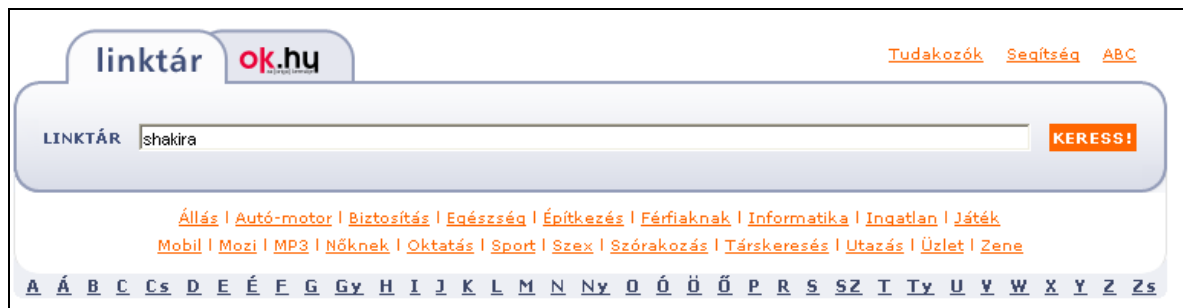 linktár ok.hu Tudakozók Segítség ABC
LINKTÁR shakira KERESS!
Állás | Autó-motor | Biztosítás | Egészség | Építkezés | Férfiaknak | Informatika | Ingatlan | Játék
Mobil | Mozi | MP3 | Nőknek | Oktatás | Sport | Szex | Szórakozás | Társkeresés | Utazás | Üzlet | Zene
A Á B C Cs D E É F G Gy H I J K L M N Ny O Ó Ö Ő P R S SZ T Ty U V W X Y Z Zs